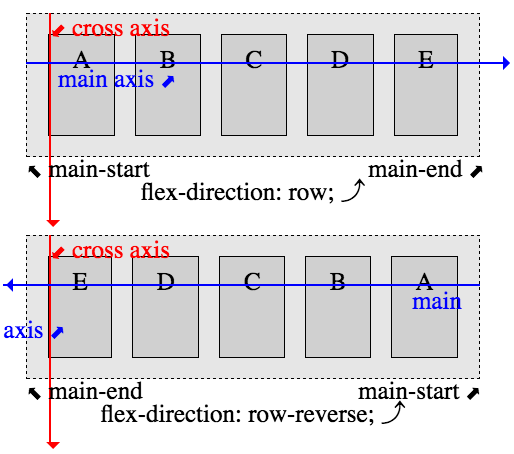 cross axis
A B C D E
main axis
main-start main-end
flex-direction: row;
cross axis
E D C B A
main
axis
main-end main-start
flex-direction: row-reverse;